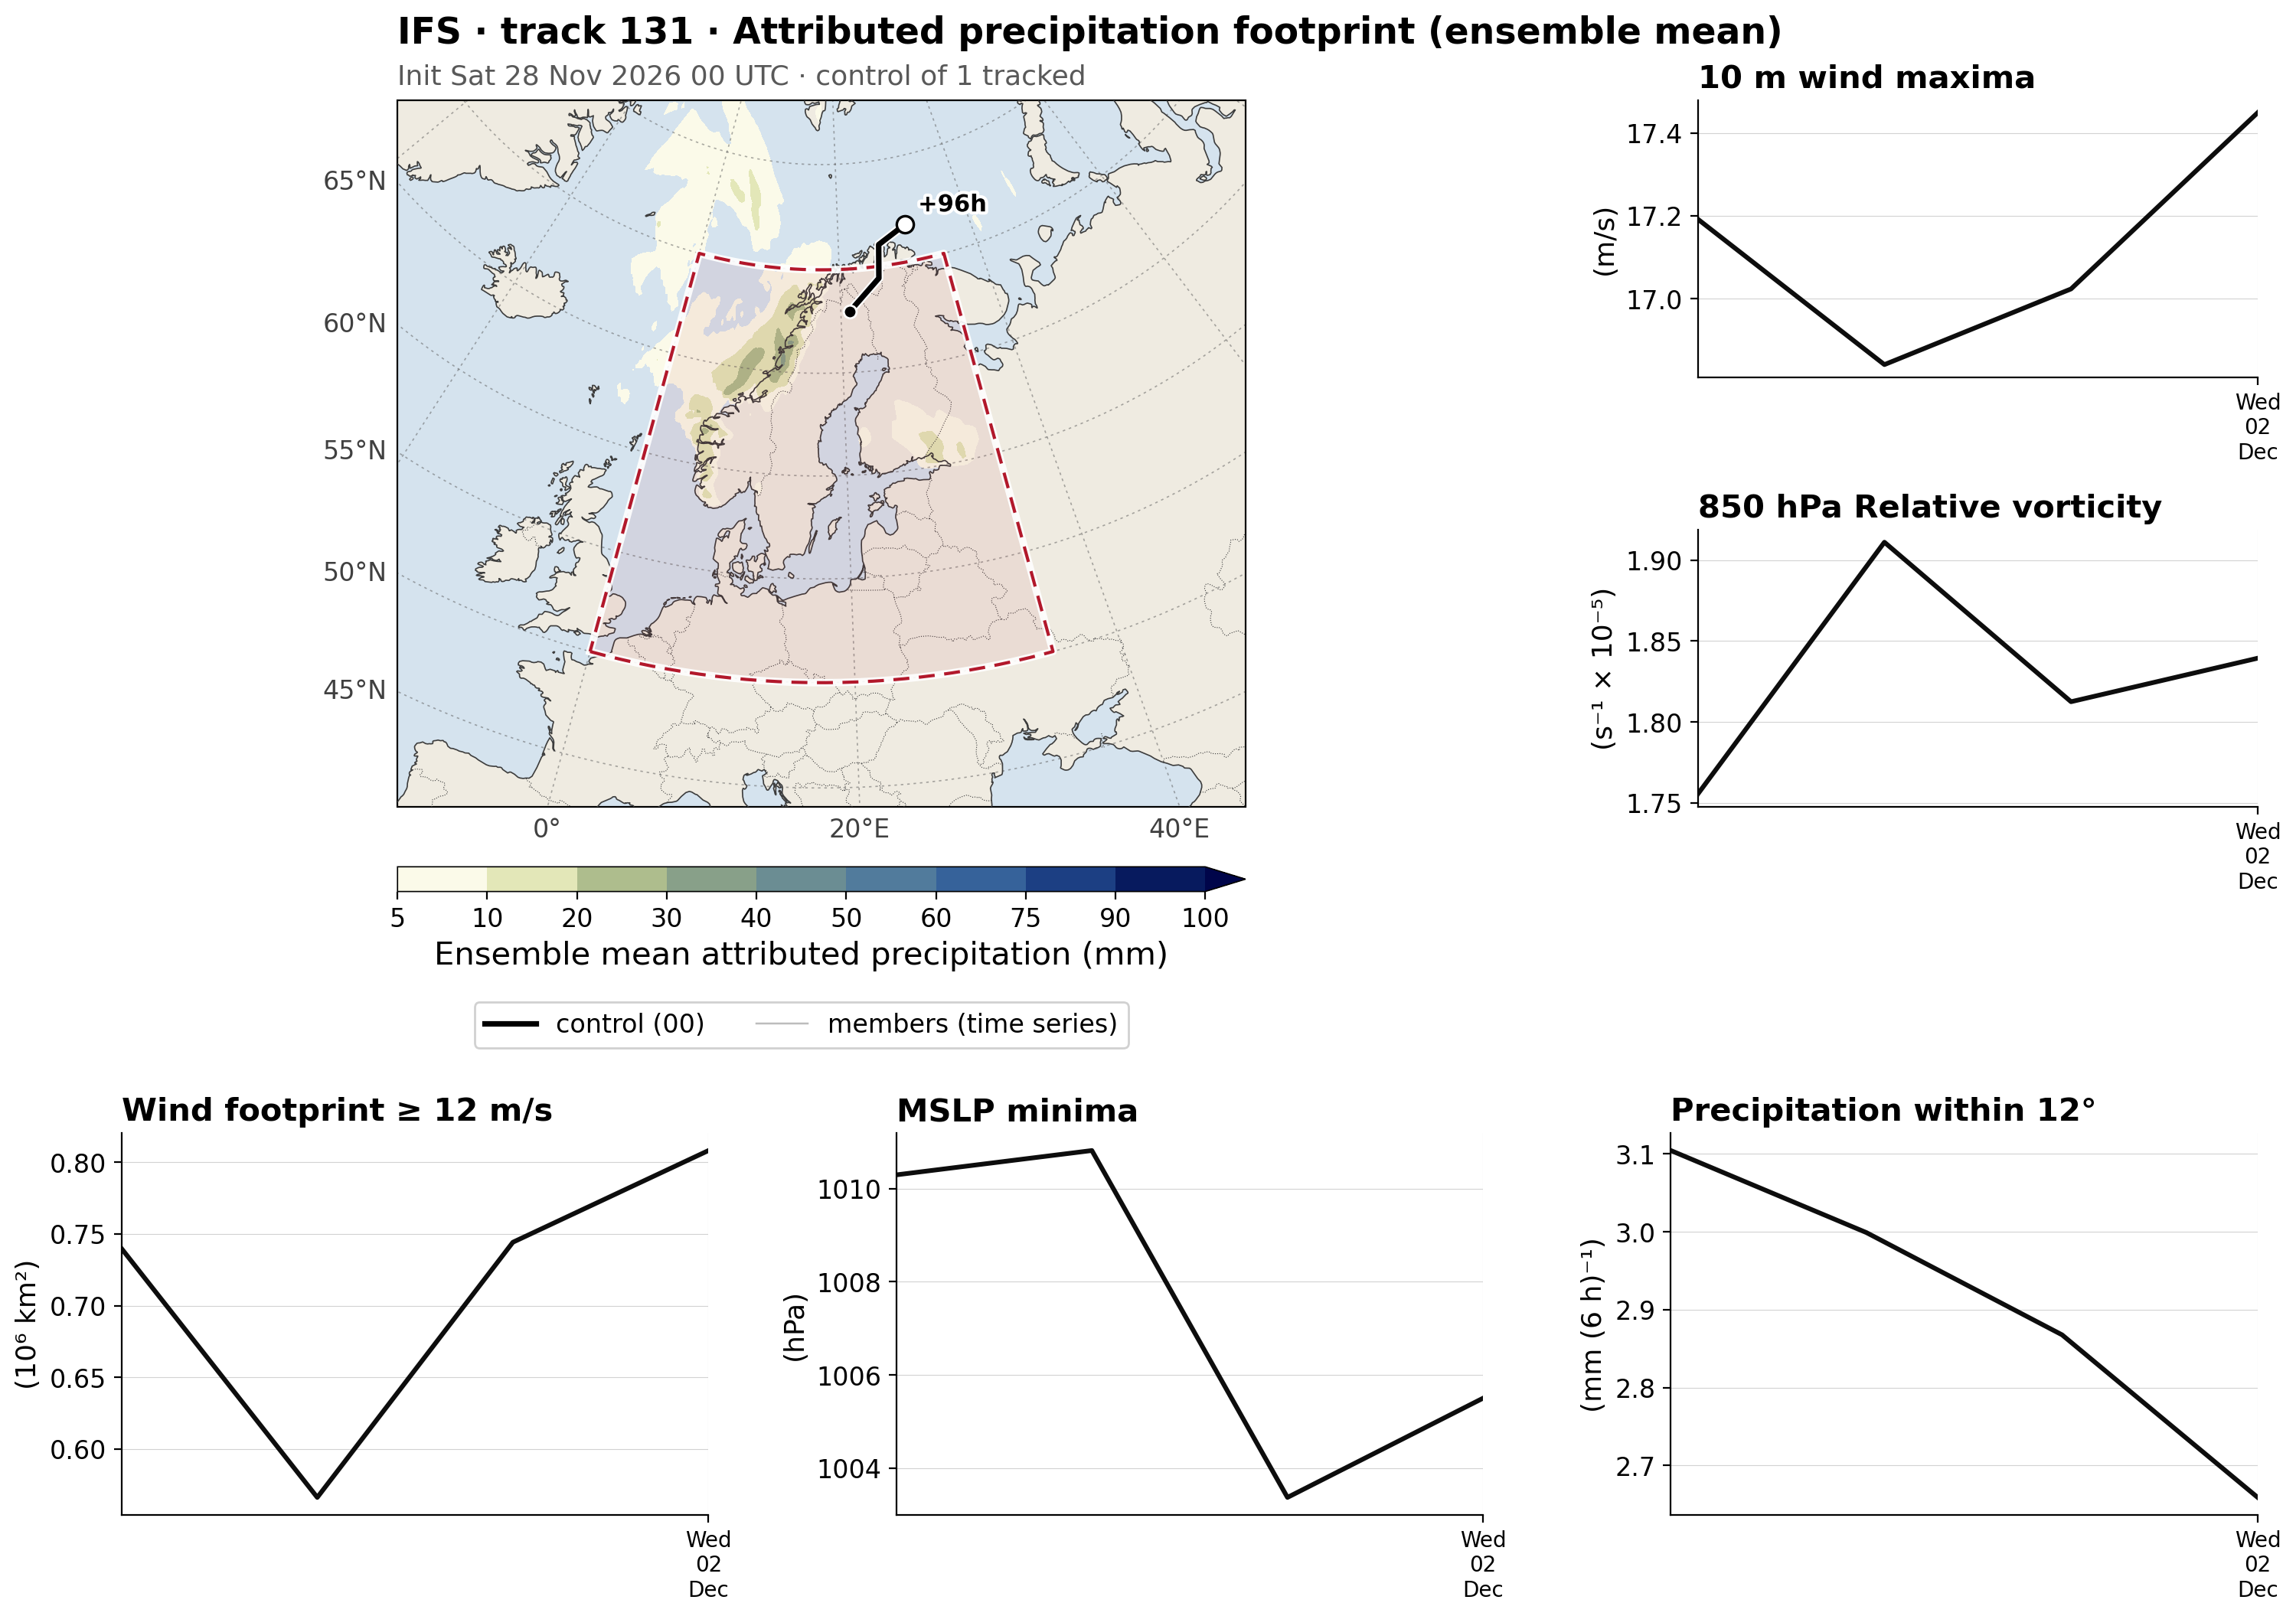 IFS · track 131 · Attributed precipitation footprint (ensemble mean)
Init Sat 28 Nov 2026 00 UTC · control of 1 tracked
65°N
60°N
55°N
50°N
45°N
0°
20°E
40°E
+96h
5 10 20 30 40 50 60 75 90 100
Ensemble mean attributed precipitation (mm)
control (00)
members (time series)
10 m wind maxima
(m/s)
17.4
17.2
17.0
Wed
02
Dec
850 hPa Relative vorticity
(s⁻¹ × 10⁻⁵)
1.90
1.85
1.80
1.75
Wed
02
Dec
Wind footprint ≥ 12 m/s
(10⁶ km²)
0.80
0.75
0.70
0.65
0.60
Wed
02
Dec
MSLP minima
(hPa)
1010
1008
1006
1004
Wed
02
Dec
Precipitation within 12°
(mm (6 h)⁻¹)
3.1
3.0
2.9
2.8
2.7
Wed
02
Dec